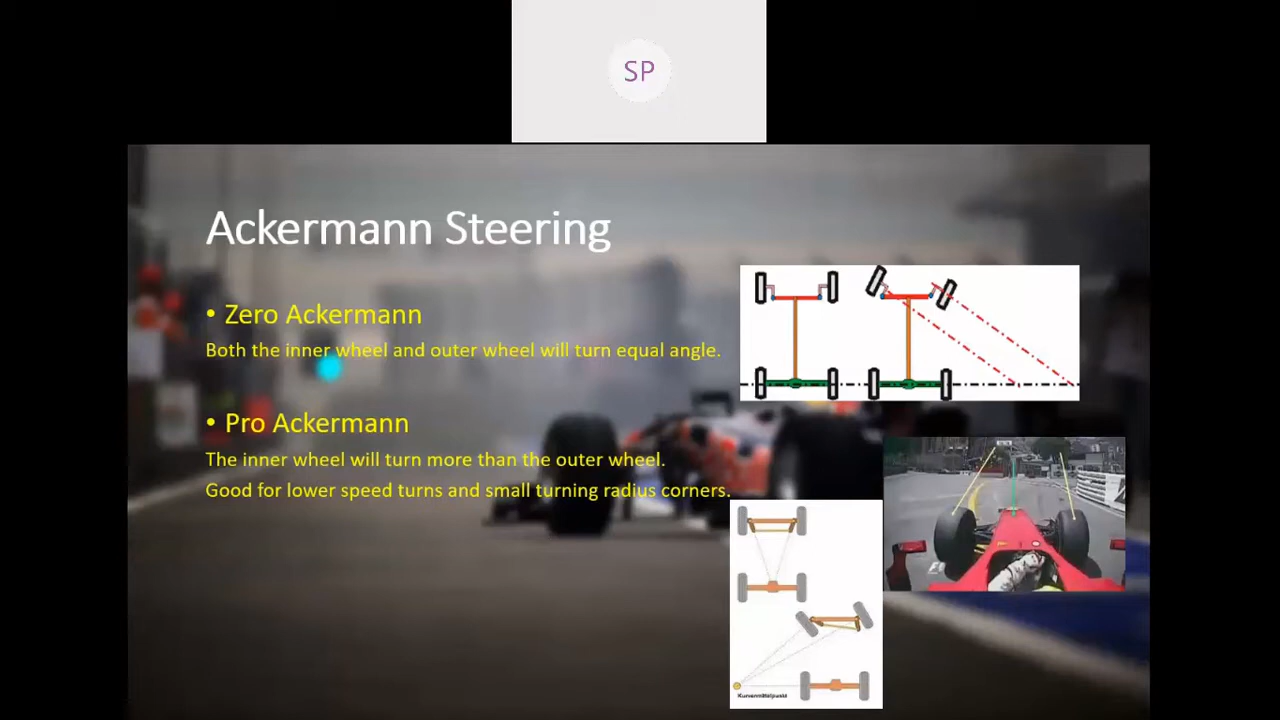 SP
Ackermann Steering
• Zero Ackermann
Both the inner wheel and outer wheel will turn equal angle.
• Pro Ackermann
The inner wheel will turn more than the outer wheel.
Good for lower speed turns and small turning radius corners.
Kurvenmittelpunkt